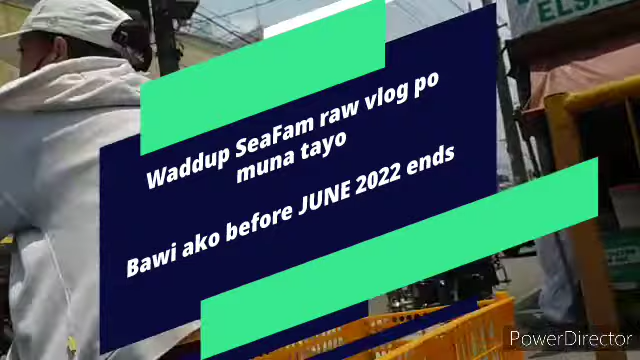 Waddup SeaFam raw vlog po
muna tayo
Bawi ako before JUNE 2022 ends
PowerDirector